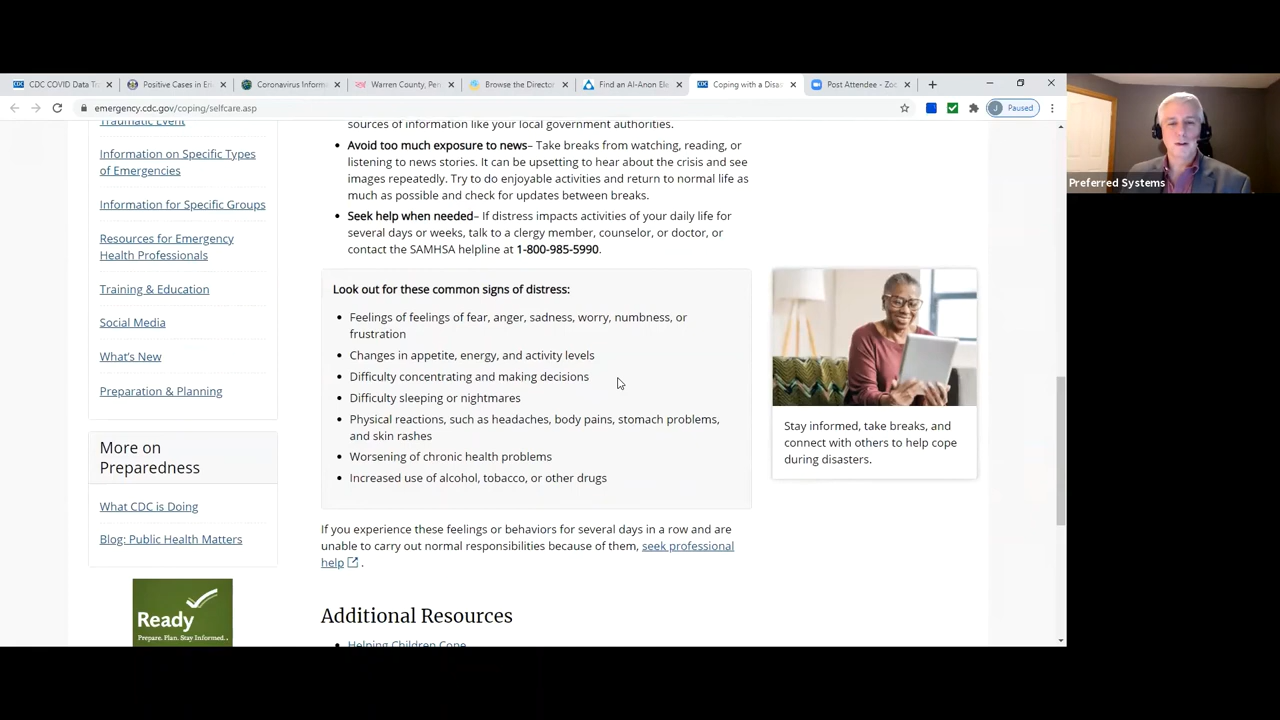 CDC COVID Data Tr
Positive Cases in Er
Coronavirus Inform
Warren County, Pen
Browse the Director
Find an Al-Anon Ele
Coping with a Disas
Post Attendee - Zoo
emergency.cdc.gov/coping/selfcare.asp
J Paused
Preferred Systems
Traumatic Event
Information on Specific Types
of Emergencies
Information for Specific Groups
Resources for Emergency
Health Professionals
Training & Education
Social Media
What's New
Preparation & Planning
More on
Preparedness
What CDC is Doing
Blog: Public Health Matters
Ready
Prepare. Plan. Stay Informed.
sources of information like your local government authorities.
Avoid too much exposure to news– Take breaks from watching, reading, or
listening to news stories. It can be upsetting to hear about the crisis and see
images repeatedly. Try to do enjoyable activities and return to normal life as
much as possible and check for updates between breaks.
Seek help when needed– If distress impacts activities of your daily life for
several days or weeks, talk to a clergy member, counselor, or doctor, or
contact the SAMHSA helpline at 1-800-985-5990.
Look out for these common signs of distress:
Feelings of feelings of fear, anger, sadness, worry, numbness, or
frustration
Changes in appetite, energy, and activity levels
Difficulty concentrating and making decisions
Difficulty sleeping or nightmares
Physical reactions, such as headaches, body pains, stomach problems,
and skin rashes
Worsening of chronic health problems
Increased use of alcohol, tobacco, or other drugs
If you experience these feelings or behaviors for several days in a row and are
unable to carry out normal responsibilities because of them, seek professional
help .
Additional Resources
Helping Children Cope
Stay informed, take breaks, and
connect with others to help cope
during disasters.